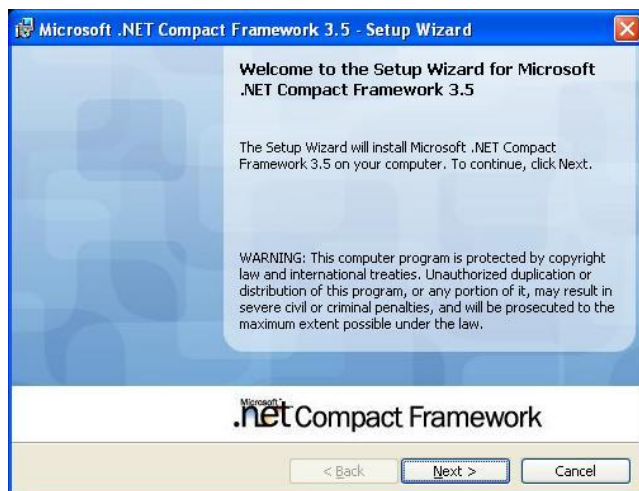 Microsoft .NET Compact Framework 3.5 - Setup Wizard
Welcome to the Setup Wizard for Microsoft
.NET Compact Framework 3.5
The Setup Wizard will install Microsoft .NET Compact
Framework 3.5 on your computer. To continue, click Next.
WARNING: This computer program is protected by copyright
law and international treaties. Unauthorized duplication or
distribution of this program, or any portion of it, may result in
severe civil or criminal penalties, and will be prosecuted to the
maximum extent possible under the law.
Microsoft
.net Compact Framework
< Back Next > Cancel